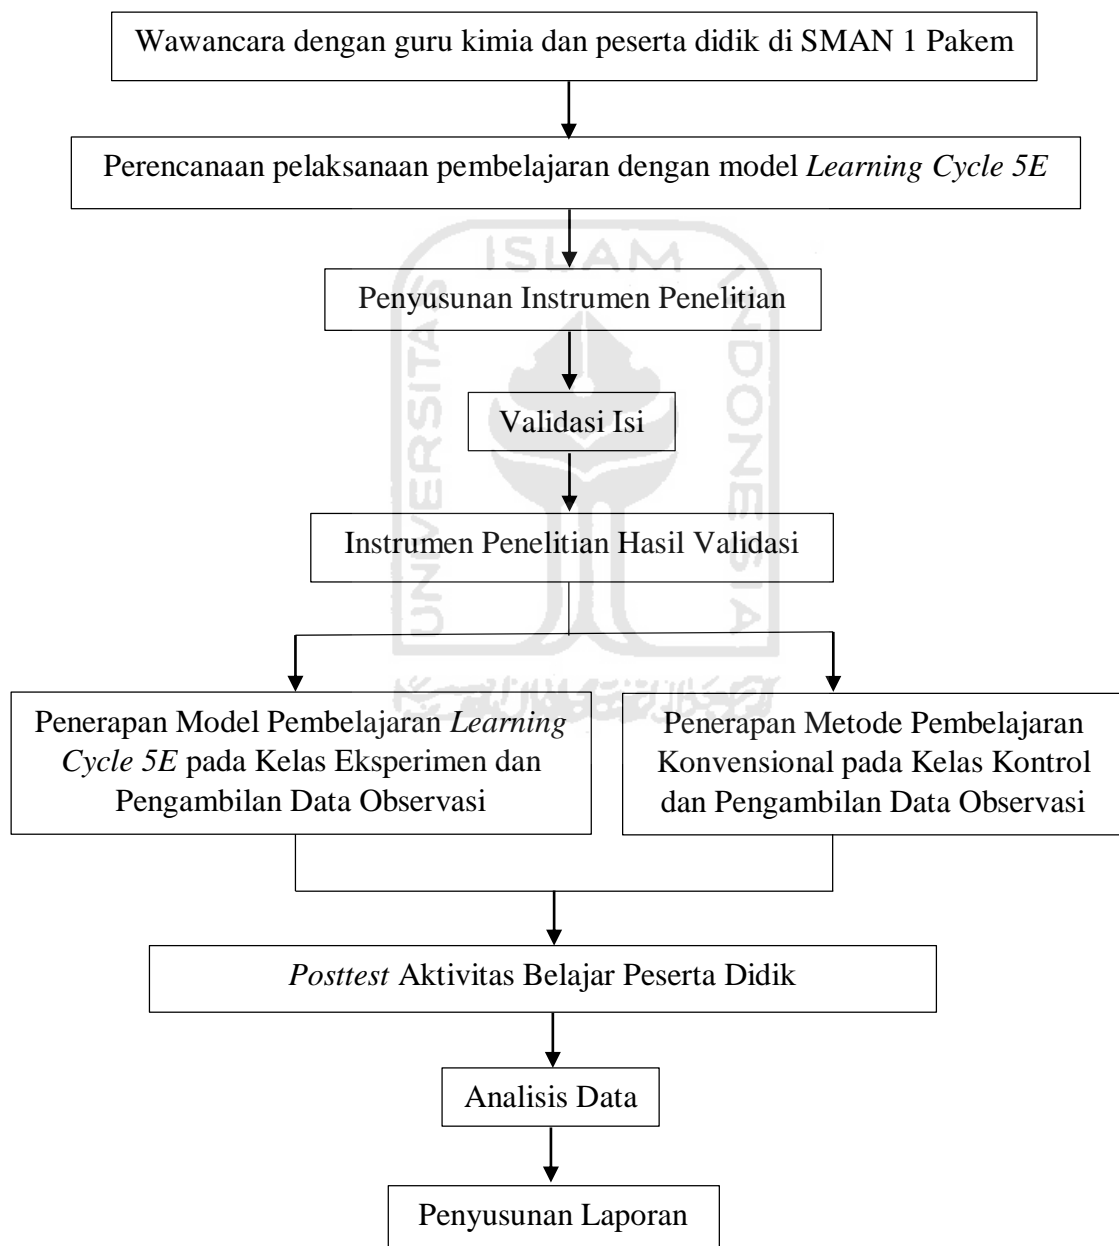 Wawancara dengan guru kimia dan peserta didik di SMAN 1 Pakem
Perencanaan pelaksanaan pembelajaran dengan model Learning Cycle 5E
ISLAM
UNIVERSITAS
INDONESIA
Penyusunan Instrumen Penelitian
Validasi Isi
Instrumen Penelitian Hasil Validasi
Penerapan Model Pembelajaran Learning
Cycle 5E pada Kelas Eksperimen dan
Pengambilan Data Observasi
Penerapan Metode Pembelajaran
Konvensional pada Kelas Kontrol
dan Pengambilan Data Observasi
Posttest Aktivitas Belajar Peserta Didik
Analisis Data
Penyusunan Laporan